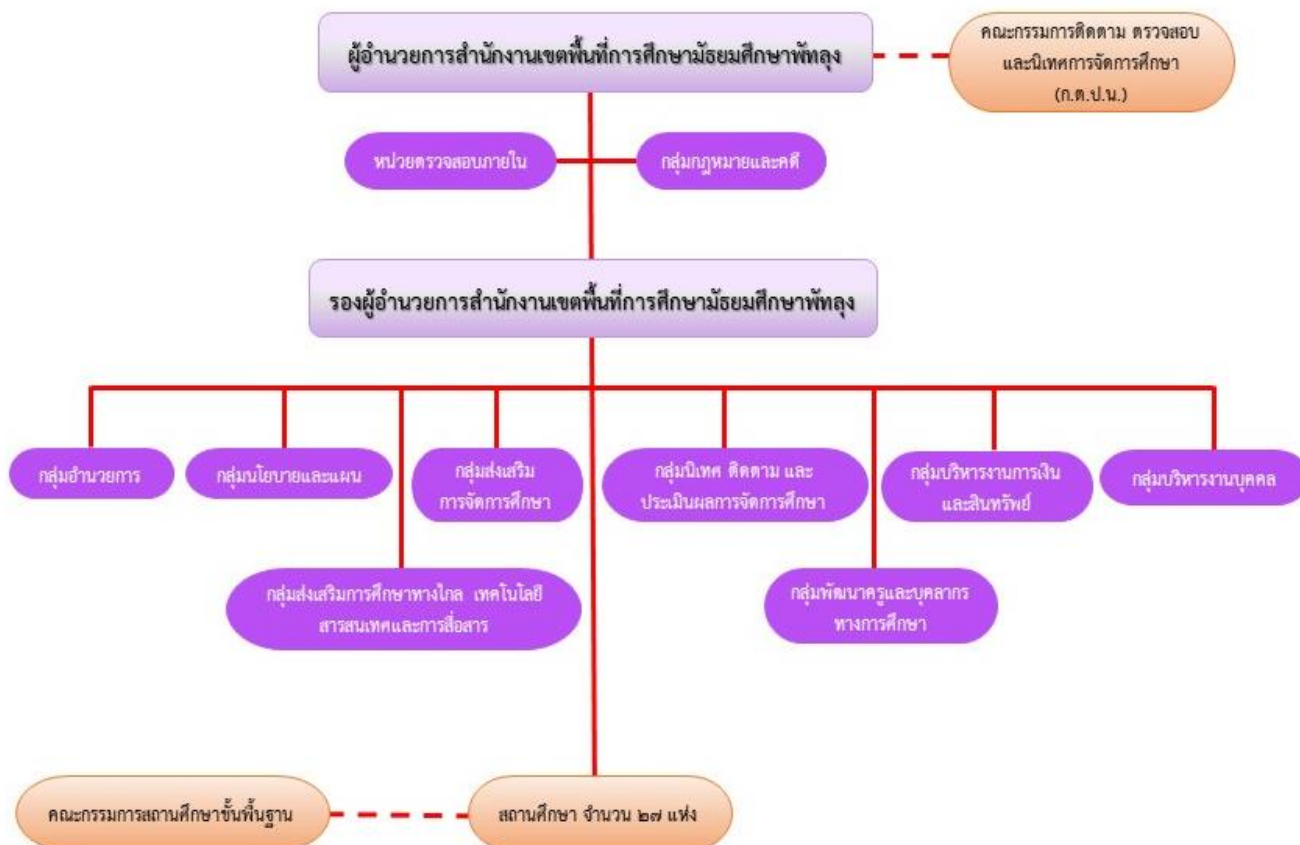 ผู้อำนวยการสำนักงานเขตพื้นที่การศึกษามัธยมศึกษาพัทลุง
คณะกรรมการติดตาม ตรวจสอบ
และนิเทศการจัดการศึกษา
(ก.ต.ป.น.)
หน่วยตรวจสอบภายใน
กลุ่มกฎหมายและคดี
รองผู้อำนวยการสำนักงานเขตพื้นที่การศึกษามัธยมศึกษาพัทลุง
กลุ่มอำนวยการ
กลุ่มนโยบายและแผน
กลุ่มส่งเสริม
การจัดการศึกษา
กลุ่มนิเทศ ติดตาม และ
ประเมินผลการจัดการศึกษา
กลุ่มบริหารงานการเงิน
และสินทรัพย์
กลุ่มบริหารงานบุคคล
กลุ่มส่งเสริมการศึกษาทางไกล เทคโนโลยี
สารสนเทศและการสื่อสาร
กลุ่มพัฒนาครูและบุคลากร
ทางการศึกษา
คณะกรรมการสถานศึกษาขั้นพื้นฐาน
สถานศึกษา จำนวน ๒๗ แห่ง